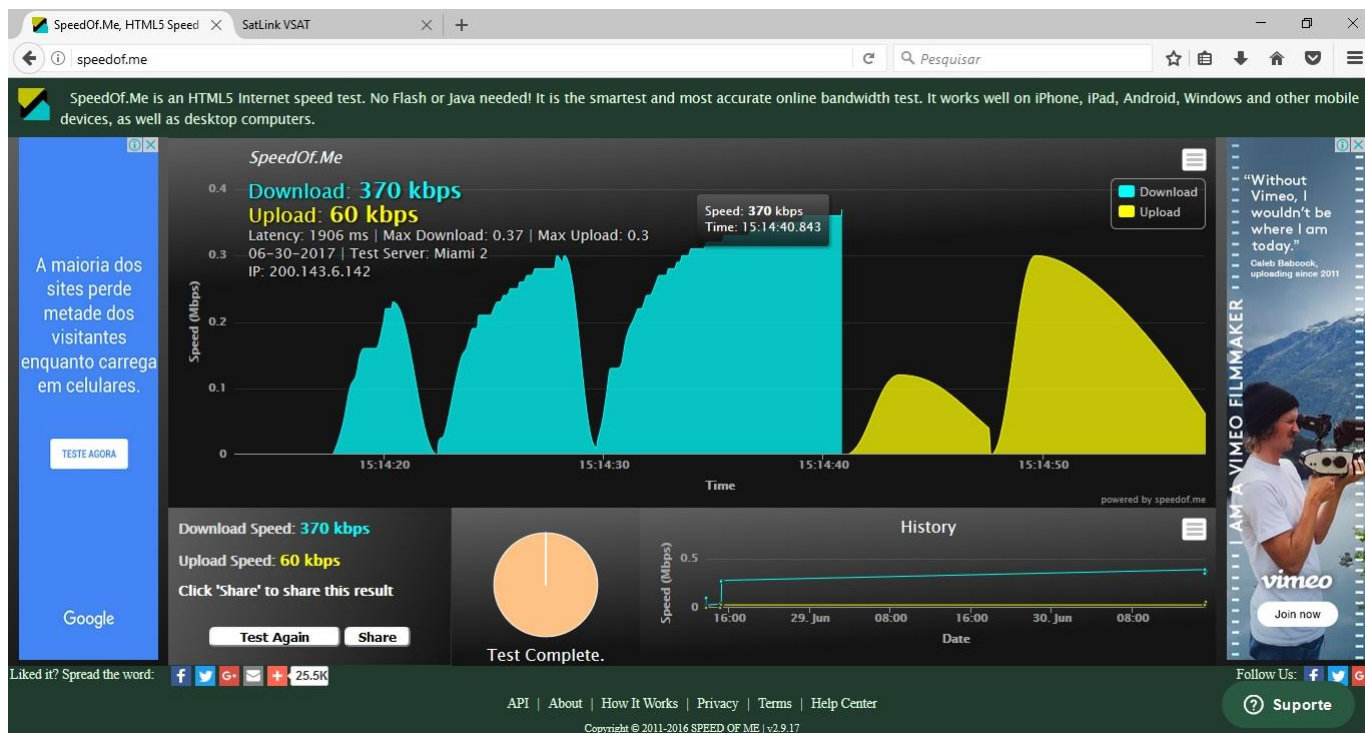 SpeedOf.Me, HTML5 Speed
SatLink VSAT
speedof.me
Pesquisar
SpeedOf.Me is an HTML5 Internet speed test. No Flash or Java needed! It is the smartest and most accurate online bandwidth test. It works well on iPhone, iPad, Android, Windows and other mobile
devices, as well as desktop computers.
A maioria dos
sites perde
metade dos
visitantes
enquanto carrega
em celulares.
TESTE AGORA
Google
SpeedOf.Me
Download: 370 kbps
Upload: 60 kbps
Latency: 1906 ms | Max Download: 0.37 | Max Upload: 0.3
06-30-2017 | Test Server: Miami 2
IP: 200.143.6.142
Speed: 370 kbps
Time: 15:14:40.843
Download
Upload
Speed (Mbps)
0.4
0.3
0.2
0.1
0
15:14:20
15:14:30
15:14:40
15:14:50
Time
powered by speedof.me
Download Speed: 370 kbps
Upload Speed: 60 kbps
Click 'Share' to share this result
Test Again
Share
Test Complete.
History
Speed (Mbps)
0.5
0
16:00
29. Jun
08:00
16:00
30. Jun
08:00
Date
"Without
Vimeo, I
wouldn't be
where I am
today."
Caleb Babcock,
uploading since 2011
I AM A VIMEO FILMMAKER
vimeo
Join now
Liked it? Spread the word:
25.5K
Follow Us:
API | About | How It Works | Privacy | Terms | Help Center
Copyright © 2011-2016 SPEED OF ME | v2.9.17
Suporte